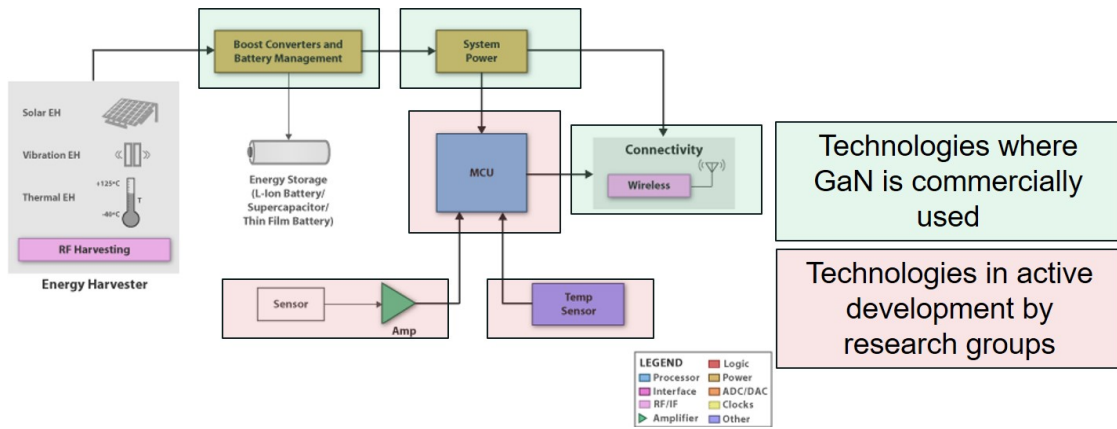 Boost Converters and
Battery Management
System
Power
Solar EH
Vibration EH
Thermal EH
+125°C
T
-40°C
RF Harvesting
Energy Harvester
Energy Storage
(L-Ion Battery/
Supercapacitor/
Thin Film Battery)
MCU
Connectivity
Wireless
Sensor
Amp
Temp
Sensor
Technologies where
GaN is commercially
used
Technologies in active
development by
research groups
LEGEND
Processor
Interface
RF/IF
Amplifier
Logic
Power
ADC/DAC
Clocks
Other